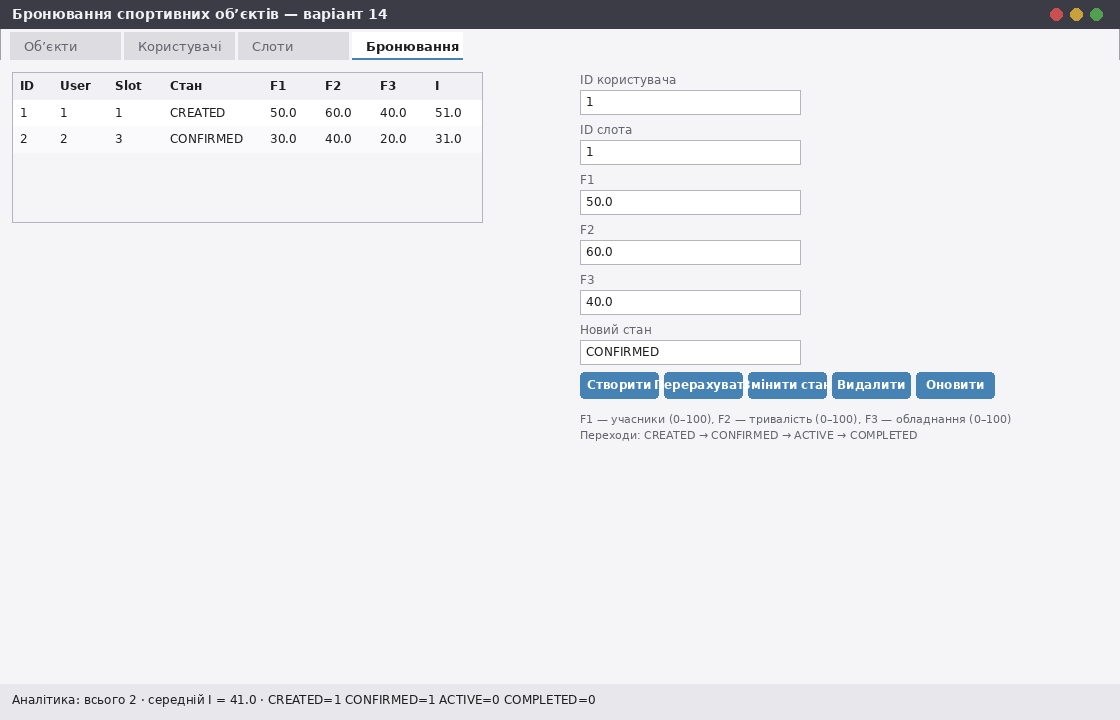 Бронювання спортивних об’єктів — варіант 14
Об’єкти Користувачі Слоти Бронювання
ID User Slot Стан F1 F2 F3 I
1 1 1 CREATED 50.0 60.0 40.0 51.0
2 2 3 CONFIRMED 30.0 40.0 20.0 31.0
ID користувача
1
ID слота
1
F1
50.0
F2
60.0
F3
40.0
Новий стан
CONFIRMED
Створити Перерахувати Змінити стан Видалити Оновити
F1 — учасники (0–100), F2 — тривалість (0–100), F3 — обладнання (0–100)
Переходи: CREATED → CONFIRMED → ACTIVE → COMPLETED
Аналітика: всього 2 · середній I = 41.0 · CREATED=1 CONFIRMED=1 ACTIVE=0 COMPLETED=0